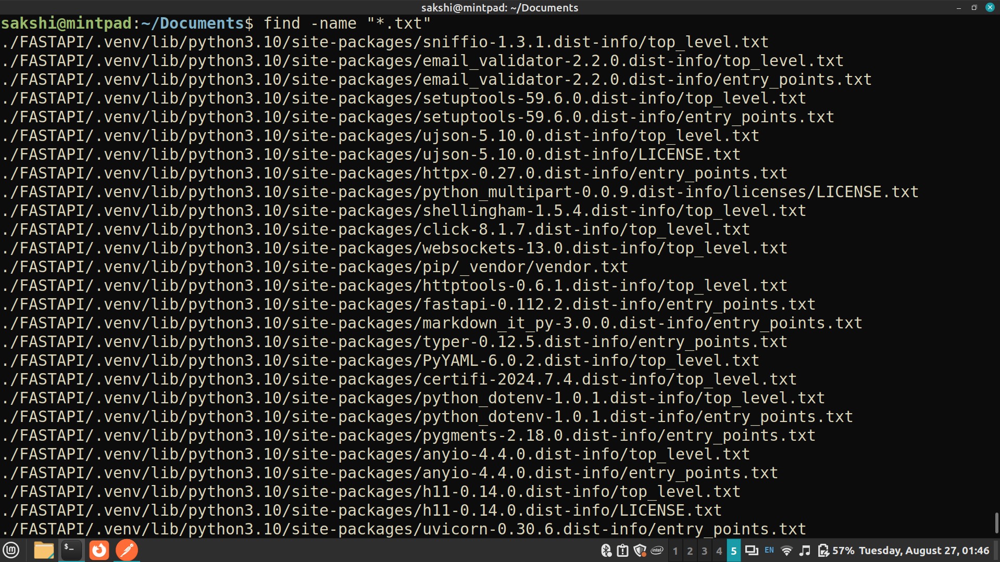 sakshi@mintpad: ~/Documents
sakshi@mintpad:~/Documents$ find -name "*.txt"
./FASTAPI/.venv/lib/python3.10/site-packages/sniffio-1.3.1.dist-info/top_level.txt
./FASTAPI/.venv/lib/python3.10/site-packages/email_validator-2.2.0.dist-info/top_level.txt
./FASTAPI/.venv/lib/python3.10/site-packages/email_validator-2.2.0.dist-info/entry_points.txt
./FASTAPI/.venv/lib/python3.10/site-packages/setuptools-59.6.0.dist-info/top_level.txt
./FASTAPI/.venv/lib/python3.10/site-packages/setuptools-59.6.0.dist-info/entry_points.txt
./FASTAPI/.venv/lib/python3.10/site-packages/ujson-5.10.0.dist-info/top_level.txt
./FASTAPI/.venv/lib/python3.10/site-packages/ujson-5.10.0.dist-info/LICENSE.txt
./FASTAPI/.venv/lib/python3.10/site-packages/httpx-0.27.0.dist-info/entry_points.txt
./FASTAPI/.venv/lib/python3.10/site-packages/python_multipart-0.0.9.dist-info/licenses/LICENSE.txt
./FASTAPI/.venv/lib/python3.10/site-packages/shellingham-1.5.4.dist-info/top_level.txt
./FASTAPI/.venv/lib/python3.10/site-packages/click-8.1.7.dist-info/top_level.txt
./FASTAPI/.venv/lib/python3.10/site-packages/websockets-13.0.dist-info/top_level.txt
./FASTAPI/.venv/lib/python3.10/site-packages/pip/_vendor/vendor.txt
./FASTAPI/.venv/lib/python3.10/site-packages/httptools-0.6.1.dist-info/top_level.txt
./FASTAPI/.venv/lib/python3.10/site-packages/fastapi-0.112.2.dist-info/entry_points.txt
./FASTAPI/.venv/lib/python3.10/site-packages/markdown_it_py-3.0.0.dist-info/entry_points.txt
./FASTAPI/.venv/lib/python3.10/site-packages/typer-0.12.5.dist-info/entry_points.txt
./FASTAPI/.venv/lib/python3.10/site-packages/PyYAML-6.0.2.dist-info/top_level.txt
./FASTAPI/.venv/lib/python3.10/site-packages/certifi-2024.7.4.dist-info/top_level.txt
./FASTAPI/.venv/lib/python3.10/site-packages/python_dotenv-1.0.1.dist-info/top_level.txt
./FASTAPI/.venv/lib/python3.10/site-packages/python_dotenv-1.0.1.dist-info/entry_points.txt
./FASTAPI/.venv/lib/python3.10/site-packages/pygments-2.18.0.dist-info/entry_points.txt
./FASTAPI/.venv/lib/python3.10/site-packages/anyio-4.4.0.dist-info/top_level.txt
./FASTAPI/.venv/lib/python3.10/site-packages/anyio-4.4.0.dist-info/entry_points.txt
./FASTAPI/.venv/lib/python3.10/site-packages/h11-0.14.0.dist-info/top_level.txt
./FASTAPI/.venv/lib/python3.10/site-packages/h11-0.14.0.dist-info/LICENSE.txt
./FASTAPI/.venv/lib/python3.10/site-packages/uvicorn-0.30.6.dist-info/entry_points.txt
$_ intel 1 2 3 4 5 EN 57% Tuesday, August 27, 01:46